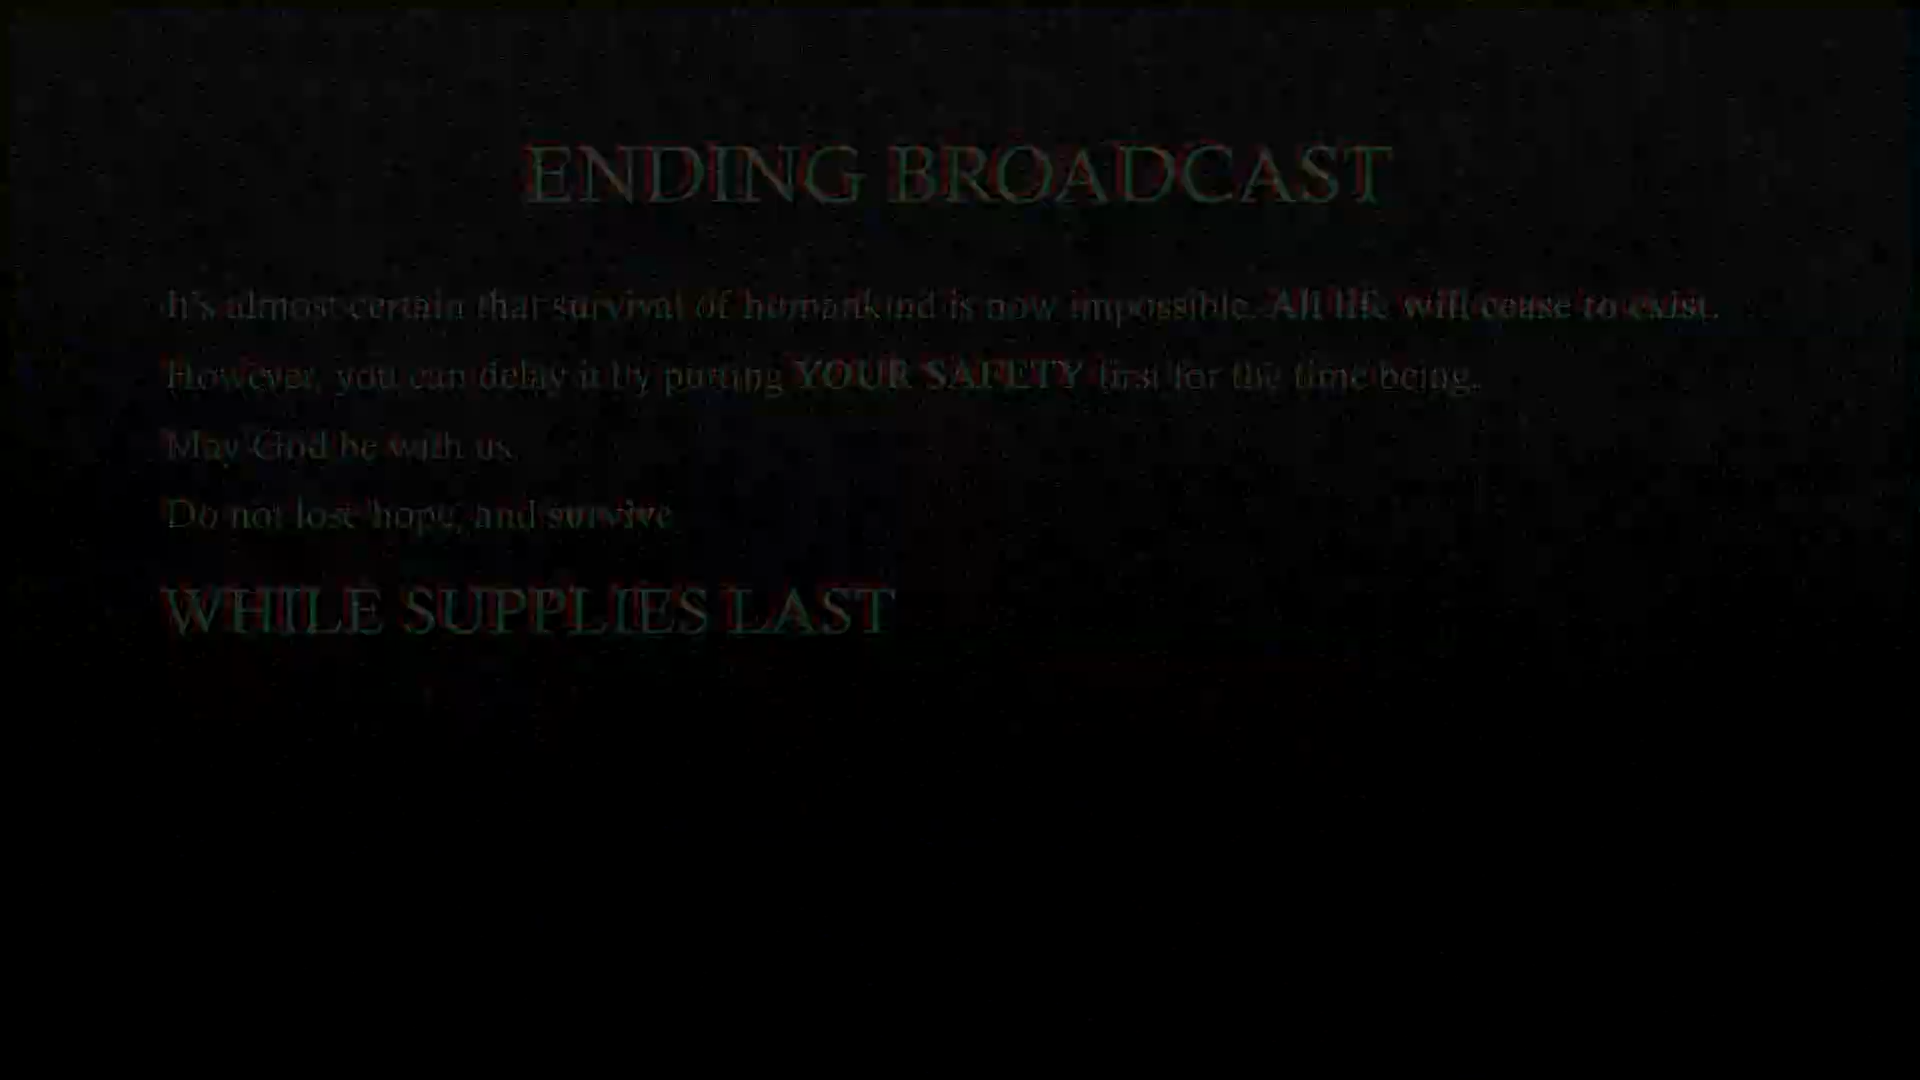 ENDING BROADCAST
It's almost certain that survival of humankind is now impossible. All life will cease to exist.
However, you can delay it by putting YOUR SAFETY first for the time being.
May God be with us
Do not lose hope, and survive
WHILE SUPPLIES LAST